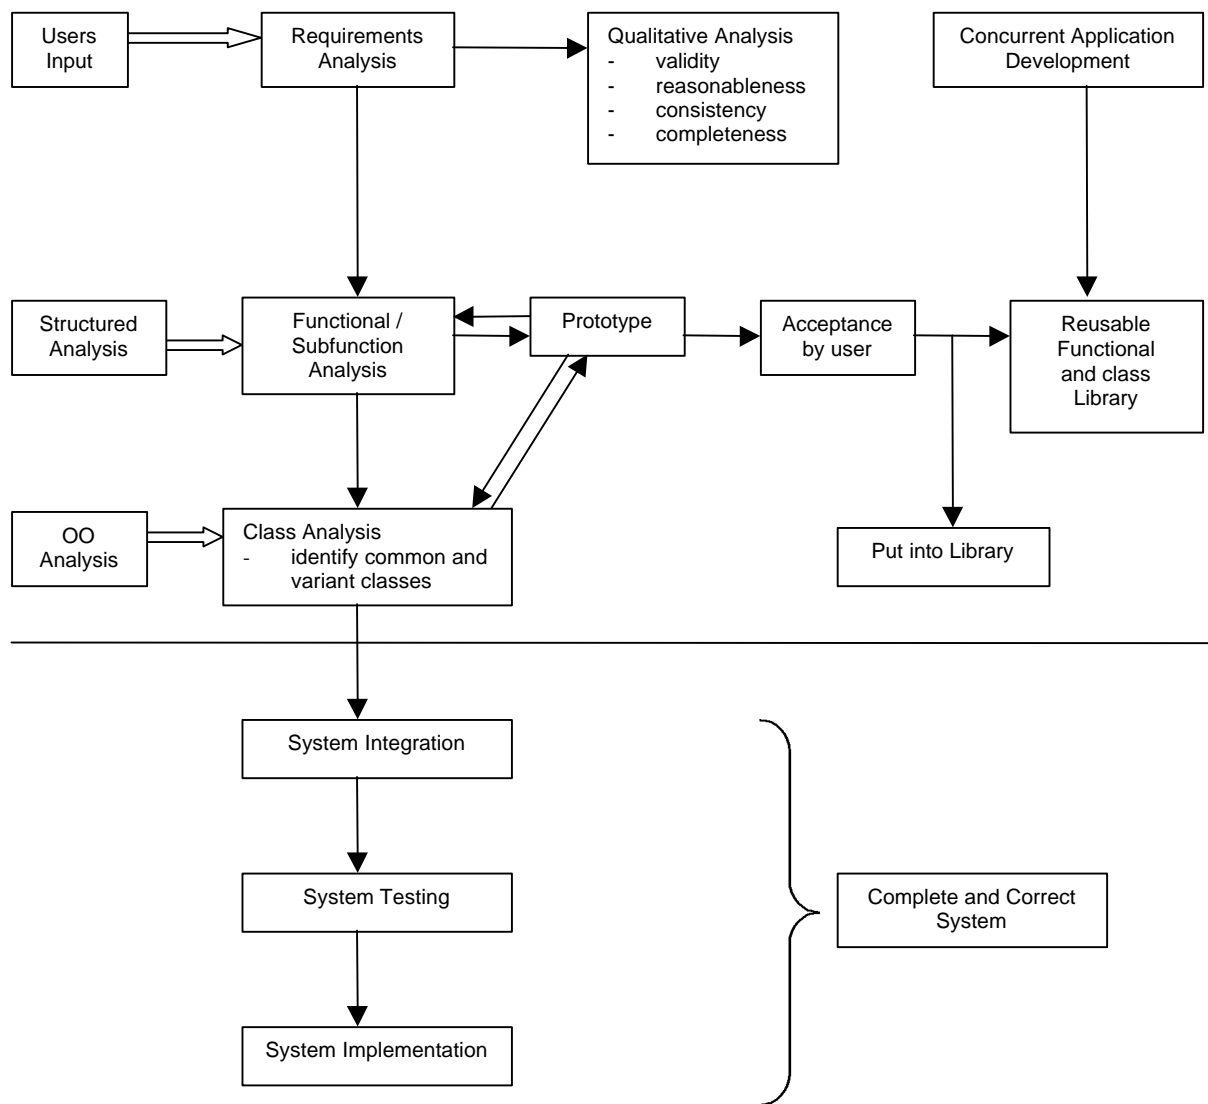 Users
Input
Requirements
Analysis
Qualitative Analysis
- validity
- reasonableness
- consistency
- completeness
Concurrent Application
Development
Structured
Analysis
Functional /
Subfunction
Analysis
Prototype
Acceptance
by user
Reusable
Functional
and class
Library
OO
Analysis
Class Analysis
- identify common and
variant classes
Put into Library
System Integration
System Testing
Complete and Correct
System
System Implementation